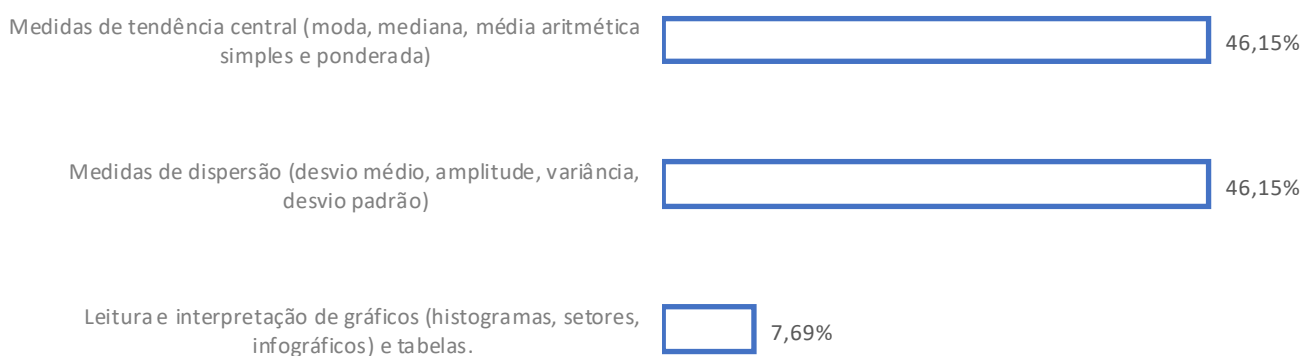 Medidas de tendência central (moda, mediana, média aritmética
simples e ponderada)
46,15%
Medidas de dispersão (desvio médio, amplitude, variância,
desvio padrão)
46,15%
Leitura e interpretação de gráficos (histogramas, setores,
infográficos) e tabelas.
7,69%